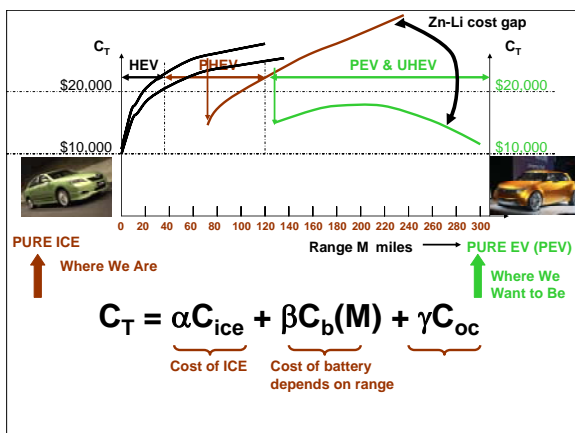 Zn-Li cost gap
C_T
C_T
HEV
PHEV
PEV & UHEV
$20,000
$20,000
$10,000
$10,000
0 20 40 60 80 100 120 140 160 180 200 220 240 260 280 300
PURE ICE
Range M miles
PURE EV (PEV)
Where We Are
Where We
Want to Be
C_T = αC_ice + βC_b(M) + γC_oc
Cost of ICE
Cost of battery
depends on range